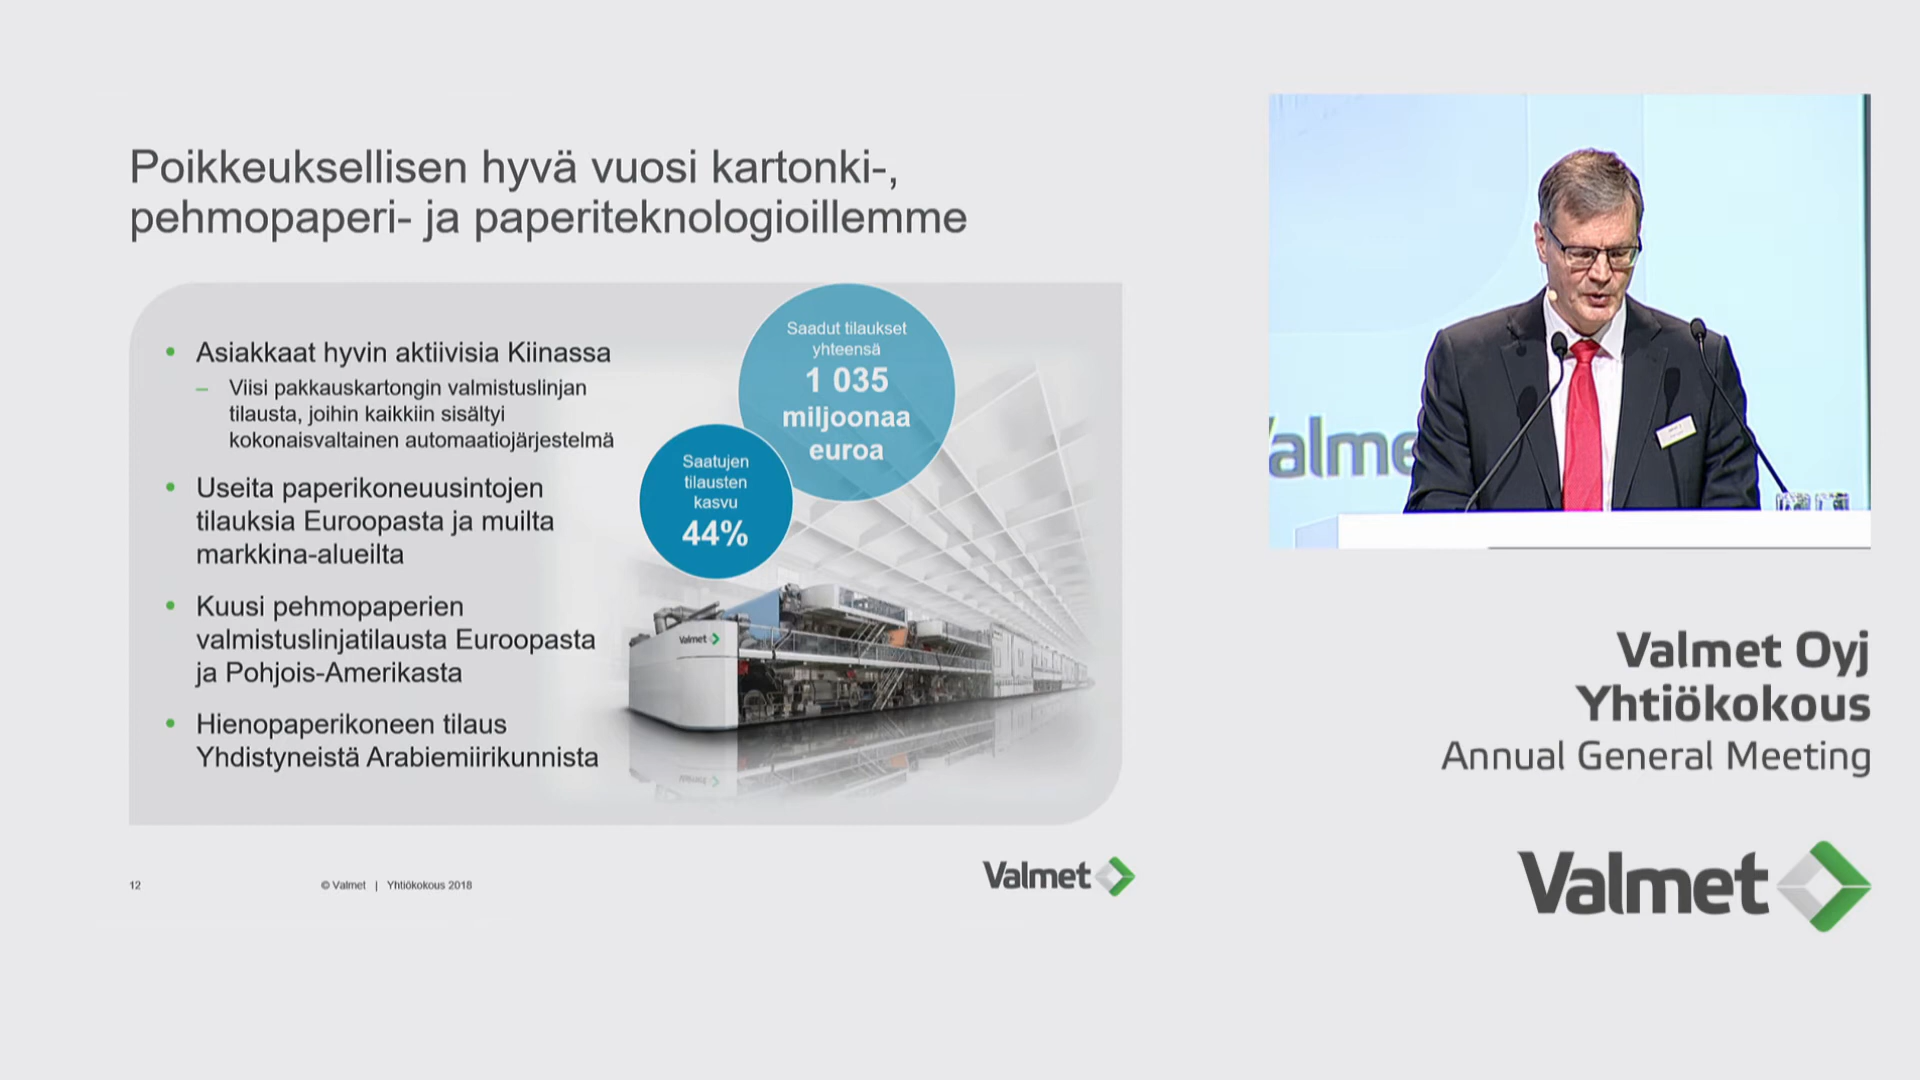 Poikkeuksellisen hyvä vuosi kartonki-,
pehmopaperi- ja paperiteknologioillemme
• Asiakkaat hyvin aktiivisia Kiinassa
– Viisi pakkauskartongin valmistuslinjan
tilausta, joihin kaikkiin sisältyi
kokonaisvaltainen automaatiojärjestelmä
• Useita paperikoneuusintojen
tilauksia Euroopasta ja muilta
markkina-alueilta
• Kuusi pehmopaperien
valmistuslinjatilausta Euroopasta
ja Pohjois-Amerikasta
• Hienopaperikoneen tilaus
Yhdistyneistä Arabiemiirikunnista
Saadut tilaukset
yhteensä
1 035
miljoonaa
euroa
Saatujen
tilausten
kasvu
44%
Valmet
12
© Valmet | Yhtiökokous 2018
Valmet
Valme
Valmet Oyj
Yhtiökokous
Annual General Meeting
Valmet